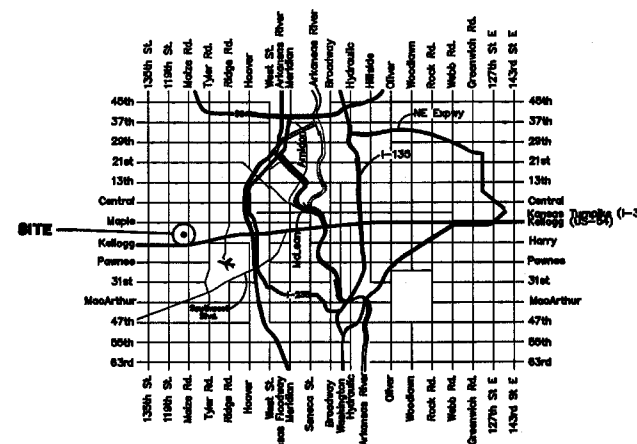 135th St.
119th St.
Maize Rd.
Tyler Rd.
Ridge Rd.
Hoover
West St.
Arkansas River
Meridian
Arkansas River
Broadway
Hydraulic
Hillside
Oliver
Woodlawn
Rock Rd.
Webb Rd.
Greenwich Rd.
127th St E
143rd St E
45th
37th
29th
21st
13th
Central
Maple
Kellogg
Pawnee
31st
MacArthur
47th
55th
63rd
SITE
NE Expwy
Amidon
I-135
McLean
Southwest Blvd.
45th
37th
29th
21st
13th
Central
Kansas Turnpike (I-3
Kellogg (US-54)
Harry
Pawnee
31st
MacArthur
47th
55th
63rd
135th St.
119th St.
Maize Rd.
Tyler Rd.
Ridge Rd.
Hoover
West St.
sas Floodway
Meridian
Seneca St.
Broadway
Washington
Hydraulic
Arkansas River
Oliver
Woodlawn
Rock Rd.
Webb Rd.
Greenwich Rd.
127th St E
143rd St E